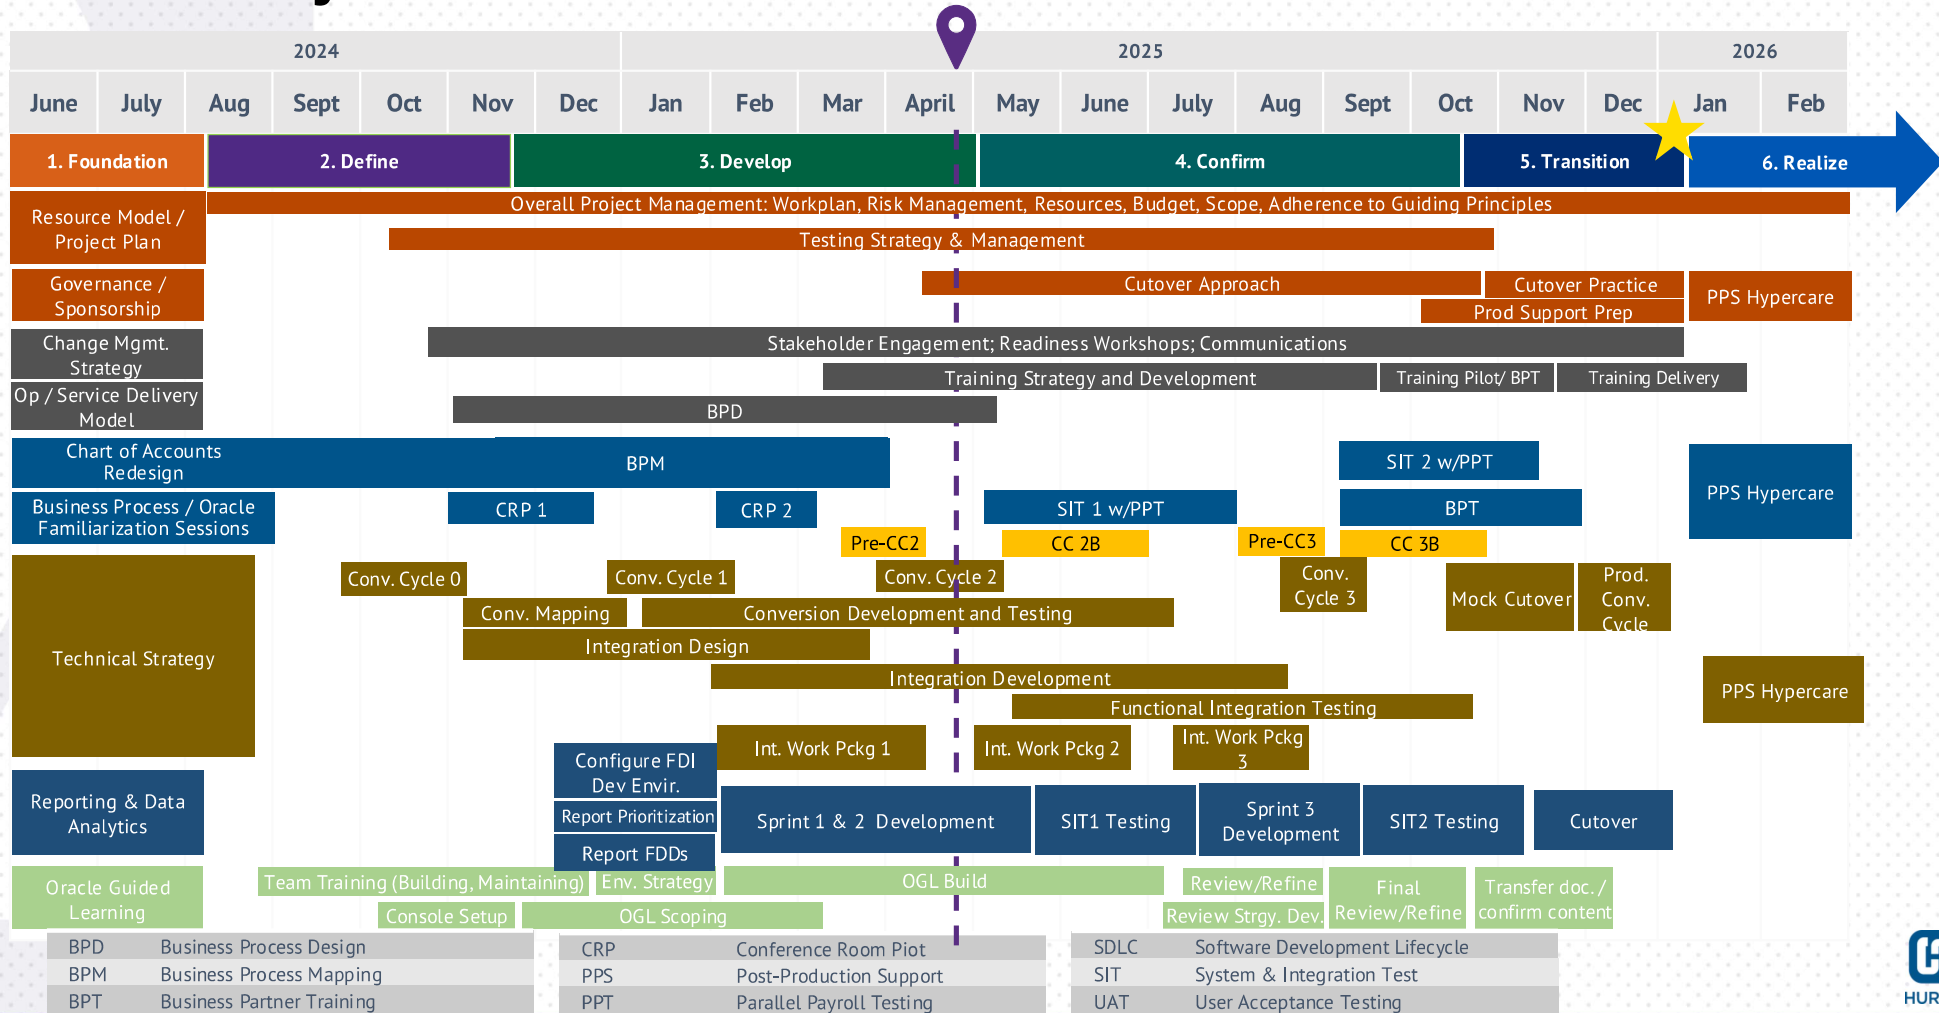 2024
2025
2026
June
July
Aug
Sept
Oct
Nov
Dec
Jan
Feb
Mar
April
May
June
July
Aug
Sept
Oct
Nov
Dec
Jan
Feb
1. Foundation
2. Define
3. Develop
4. Confirm
5. Transition
6. Realize
Resource Model /
Project Plan
Overall Project Management: Workplan, Risk Management, Resources, Budget, Scope, Adherence to Guiding Principles
Testing Strategy & Management
Governance /
Sponsorship
Cutover Approach
Cutover Practice
Prod Support Prep
PPS Hypercare
Change Mgmt.
Strategy
Stakeholder Engagement; Readiness Workshops; Communications
Training Strategy and Development
Training Pilot/ BPT
Training Delivery
Op / Service Delivery
Model
BPD
Chart of Accounts
Redesign
BPM
SIT 2 w/PPT
PPS Hypercare
Business Process / Oracle
Familiarization Sessions
CRP 1
CRP 2
SIT 1 w/PPT
BPT
Pre-CC2
CC 2B
Pre-CC3
CC 3B
Technical Strategy
Conv. Cycle 0
Conv. Cycle 1
Conv. Cycle 2
Conv.
Cycle 3
Mock Cutover
Prod.
Conv.
Cycle
Conv. Mapping
Conversion Development and Testing
Integration Design
Integration Development
Functional Integration Testing
PPS Hypercare
Int. Work Pckg 1
Int. Work Pckg 2
Int. Work Pckg
3
Configure FDI
Dev Envir.
Report Prioritization
Report FDDs
Reporting & Data
Analytics
Sprint 1 & 2 Development
SIT1 Testing
Sprint 3
Development
SIT2 Testing
Cutover
Oracle Guided
Learning
Team Training (Building, Maintaining)
Env. Strategy
OGL Build
Review/Refine
Console Setup
OGL Scoping
Review Strgy. Dev.
Final
Review/Refine
Transfer doc. /
confirm content
BPD Business Process Design
BPM Business Process Mapping
BPT Business Partner Training
CRP Conference Room Piot
PPS Post-Production Support
PPT Parallel Payroll Testing
SDLC Software Development Lifecycle
SIT System & Integration Test
UAT User Acceptance Testing
HUR